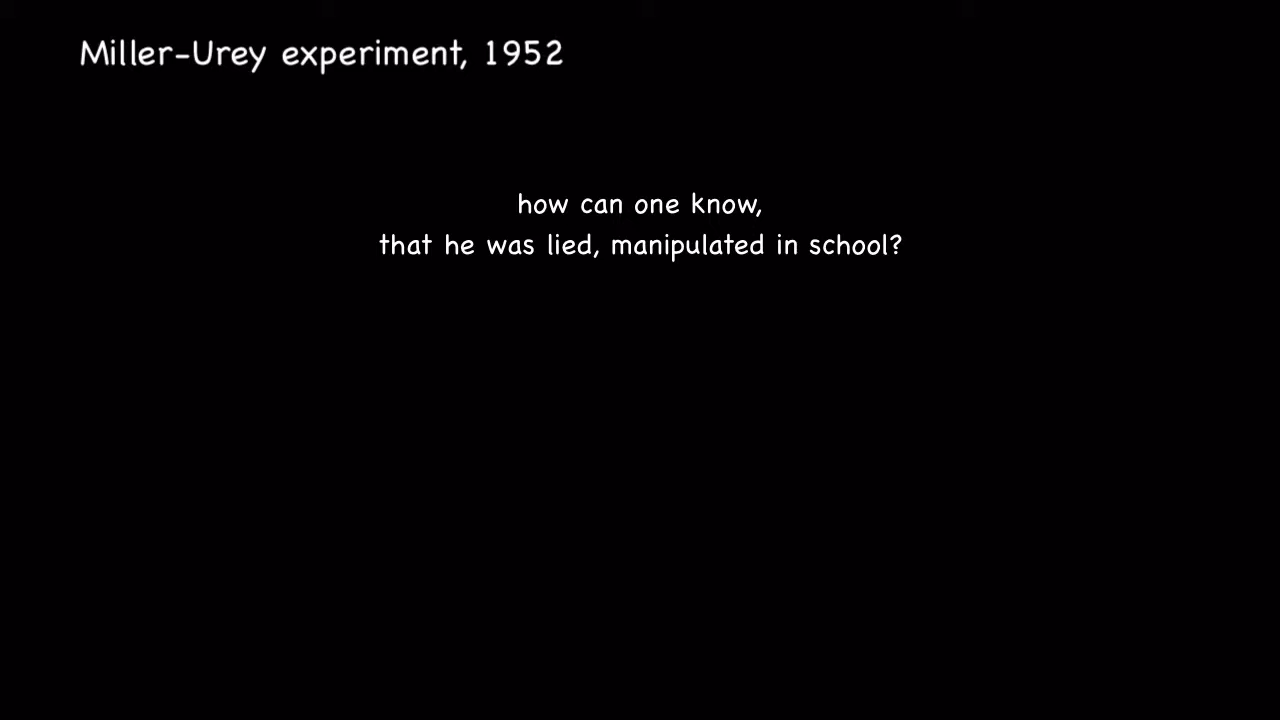 Miller-Urey experiment, 1952
how can one know,
that he was lied, manipulated in school?